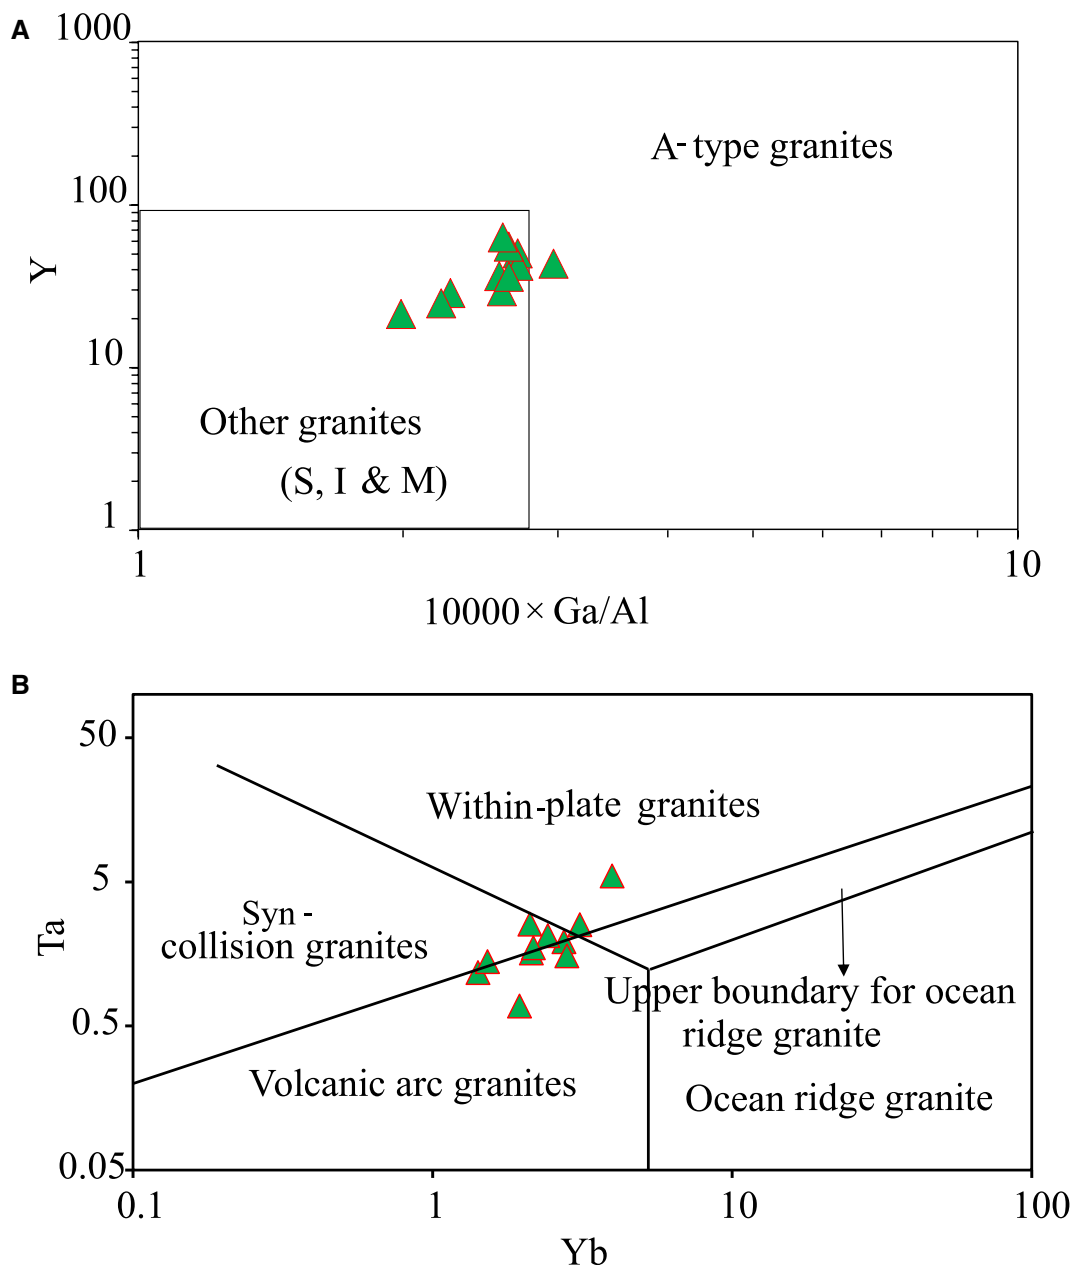 A
1000
A-type granites
100
Y
10
Other granites
(S, I & M)
1
1
10
10000 × Ga/Al
B
50
Within-plate granites
5
Syn -
collision granites
Ta
Upper boundary for ocean
0.5
ridge granite
Volcanic arc granites
Ocean ridge granite
0.05
0.1
1
10
100
Yb